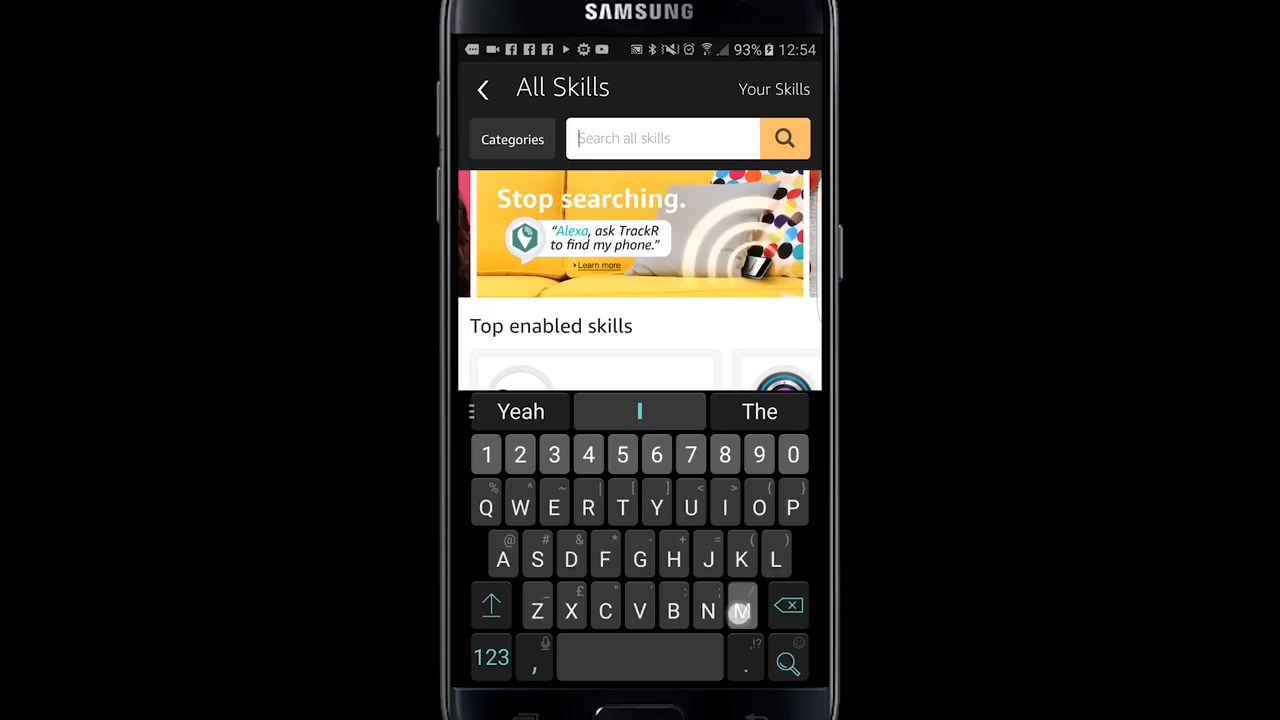 SAMSUNG
93% 12:54
All Skills
Your Skills
Categories
Search all skills
Stop searching.
“Alexa, ask TrackR
to find my phone.”
› Learn more
Top enabled skills
Yeah I The
1 2 3 4 5 6 7 8 9 0
% ^ ~ | [ ] < > { }
Q W E R T Y U I O P
@ # & * - + = ( )
A S D F G H J K L
_ £ " ' : ; /
Z X C V B N M
123 , . ,!?